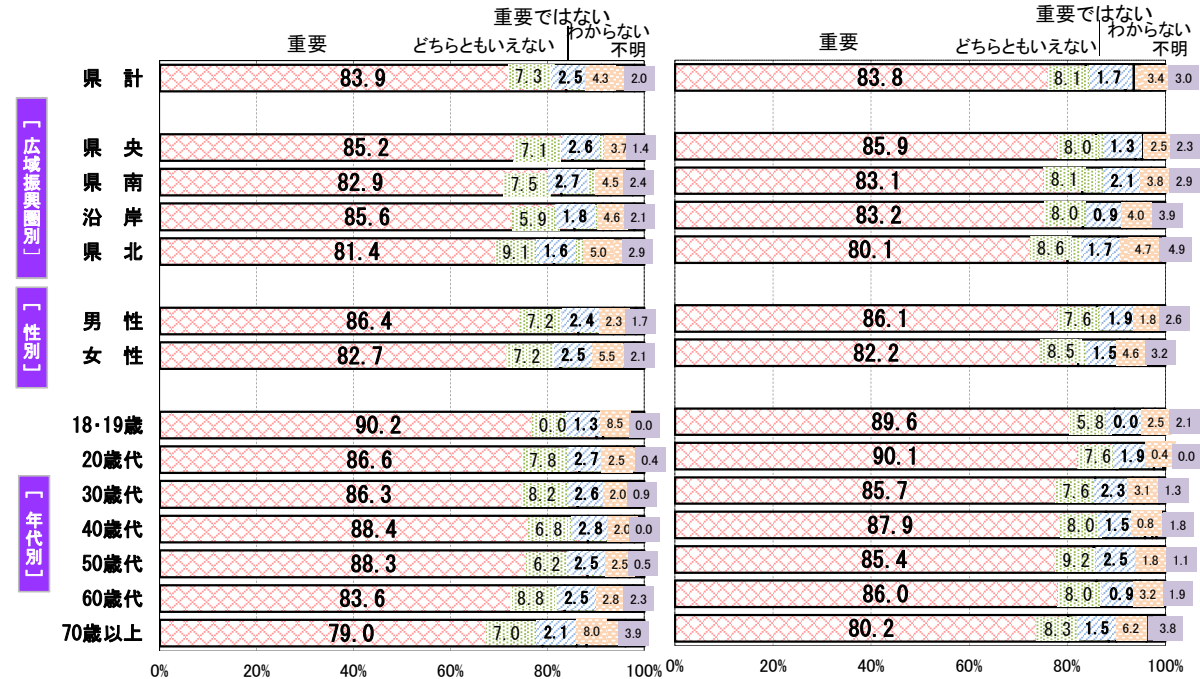 重要ではない 重要ではない
わからない わからない
重要 どちらともいえない 不明 重要 どちらともいえない 不明
県 計 83.9 7.3 2.5 4.3 2.0 83.8 8.1 1.7 3.4 3.0
[広域振興圏別]
県 央 85.2 7.1 2.6 3.7 1.4 85.9 8.0 1.3 2.5 2.3
県 南 82.9 7.5 2.7 4.5 2.4 83.1 8.1 2.1 3.8 2.9
沿 岸 85.6 5.9 1.8 4.6 2.1 83.2 8.0 0.9 4.0 3.9
県 北 81.4 9.1 1.6 5.0 2.9 80.1 8.6 1.7 4.7 4.9
[性別]
男 性 86.4 7.2 2.4 2.3 1.7 86.1 7.6 1.9 1.8 2.6
女 性 82.7 7.2 2.5 5.5 2.1 82.2 8.5 1.5 4.6 3.2
[年代別]
18・19歳 90.2 0.0 1.3 8.5 0.0 89.6 5.8 0.0 2.5 2.1
20歳代 86.6 7.8 2.7 2.5 0.4 90.1 7.6 1.9 0.4 0.0
30歳代 86.3 8.2 2.6 2.0 0.9 85.7 7.6 2.3 3.1 1.3
40歳代 88.4 6.8 2.8 2.0 0.0 87.9 8.0 1.5 0.8 1.8
50歳代 88.3 6.2 2.5 2.5 0.5 85.4 9.2 2.5 1.8 1.1
60歳代 83.6 8.8 2.5 2.8 2.3 86.0 8.0 0.9 3.2 1.9
70歳以上 79.0 7.0 2.1 8.0 3.9 80.2 8.3 1.5 6.2 3.8
0% 20% 40% 60% 80% 100% 0% 20% 40% 60% 80% 100%